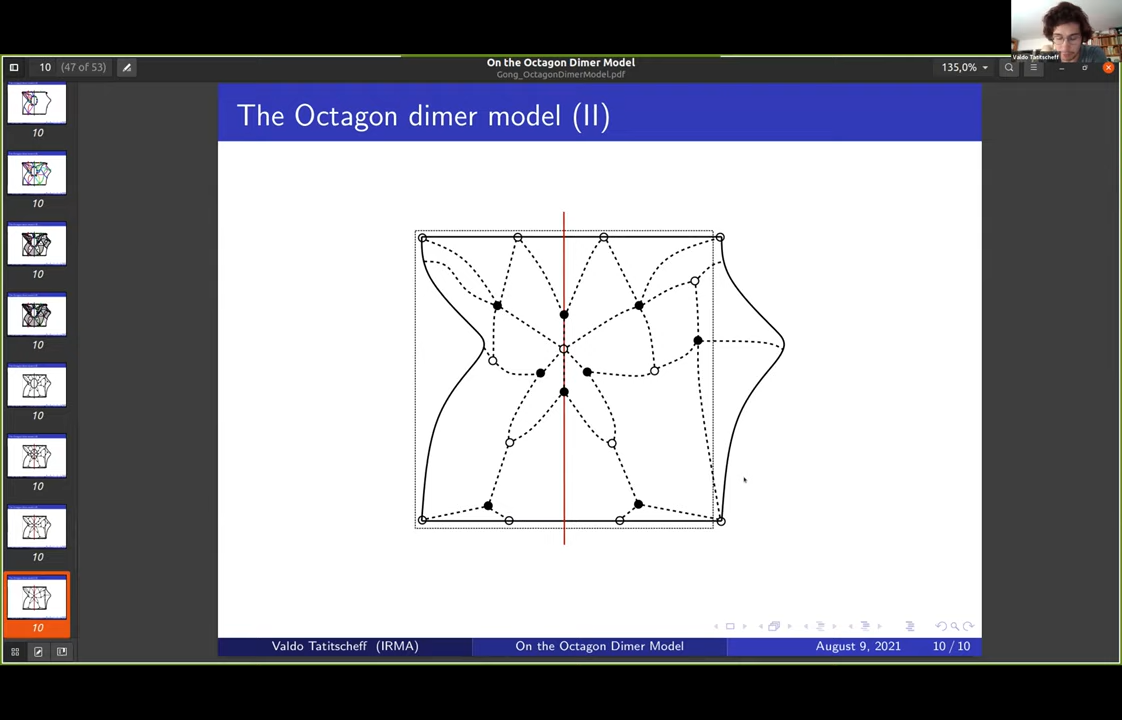 Valdo Tatitscheff
10 (47 of 53)
On the Octagon Dimer Model
Gong_OctagonDimerModel.pdf
135,0%
The Octagon dimer model (II)
10
10
10
10
10
10
10
10
Valdo Tatitscheff (IRMA)
On the Octagon Dimer Model
August 9, 2021
10 / 10